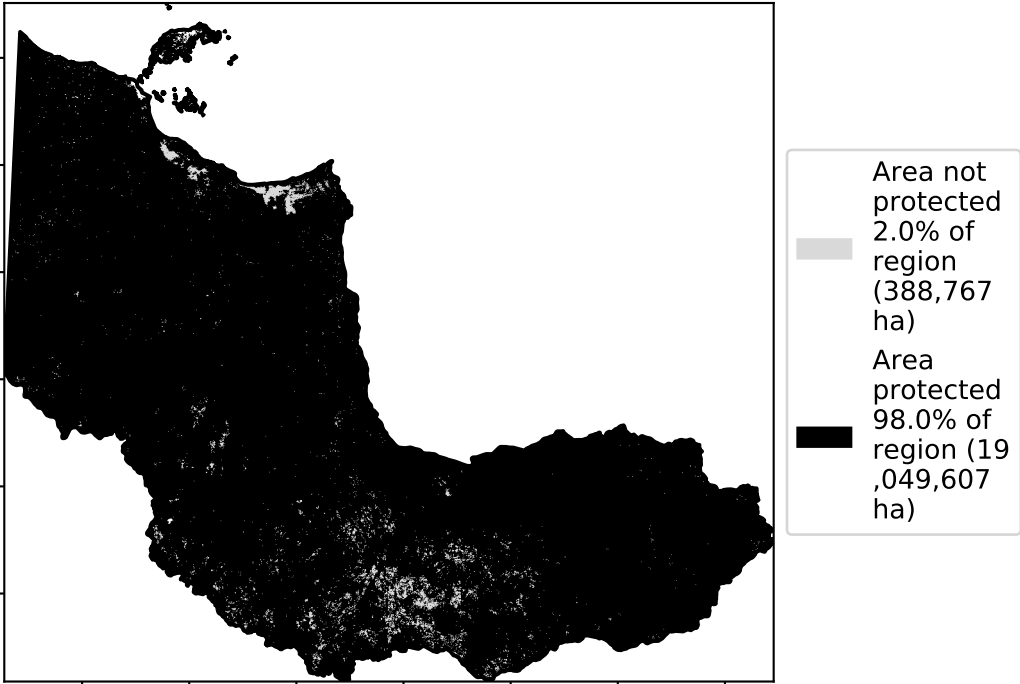 Area not
protected
2.0% of
region
(388,767
ha)
Area
protected
98.0% of
region (19
,049,607
ha)